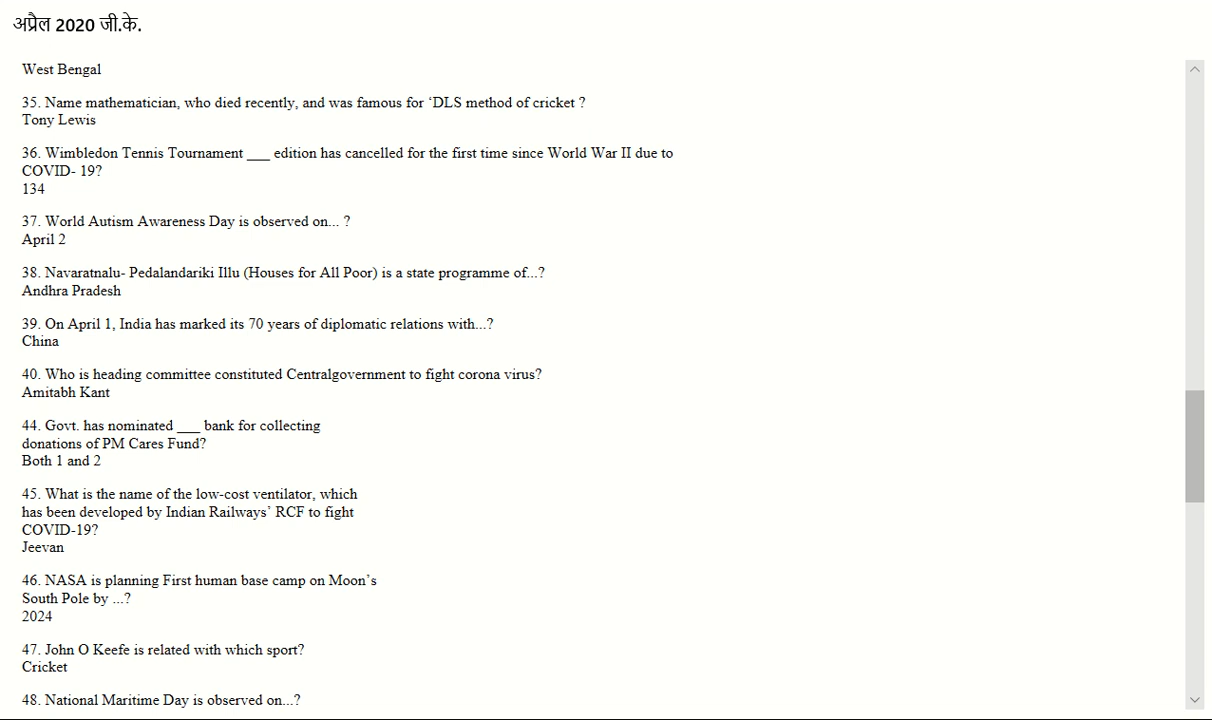 अप्रैल 2020 जी.के.
West Bengal
35. Name mathematician, who died recently, and was famous for ‘DLS method of cricket ?
Tony Lewis
36. Wimbledon Tennis Tournament ___ edition has cancelled for the first time since World War II due to
COVID- 19?
134
37. World Autism Awareness Day is observed on... ?
April 2
38. Navaratnalu- Pedalandariki Illu (Houses for All Poor) is a state programme of...?
Andhra Pradesh
39. On April 1, India has marked its 70 years of diplomatic relations with...?
China
40. Who is heading committee constituted Centralgovernment to fight corona virus?
Amitabh Kant
44. Govt. has nominated ___ bank for collecting
donations of PM Cares Fund?
Both 1 and 2
45. What is the name of the low-cost ventilator, which
has been developed by Indian Railways’ RCF to fight
COVID-19?
Jeevan
46. NASA is planning First human base camp on Moon’s
South Pole by ...?
2024
47. John O Keefe is related with which sport?
Cricket
48. National Maritime Day is observed on...?